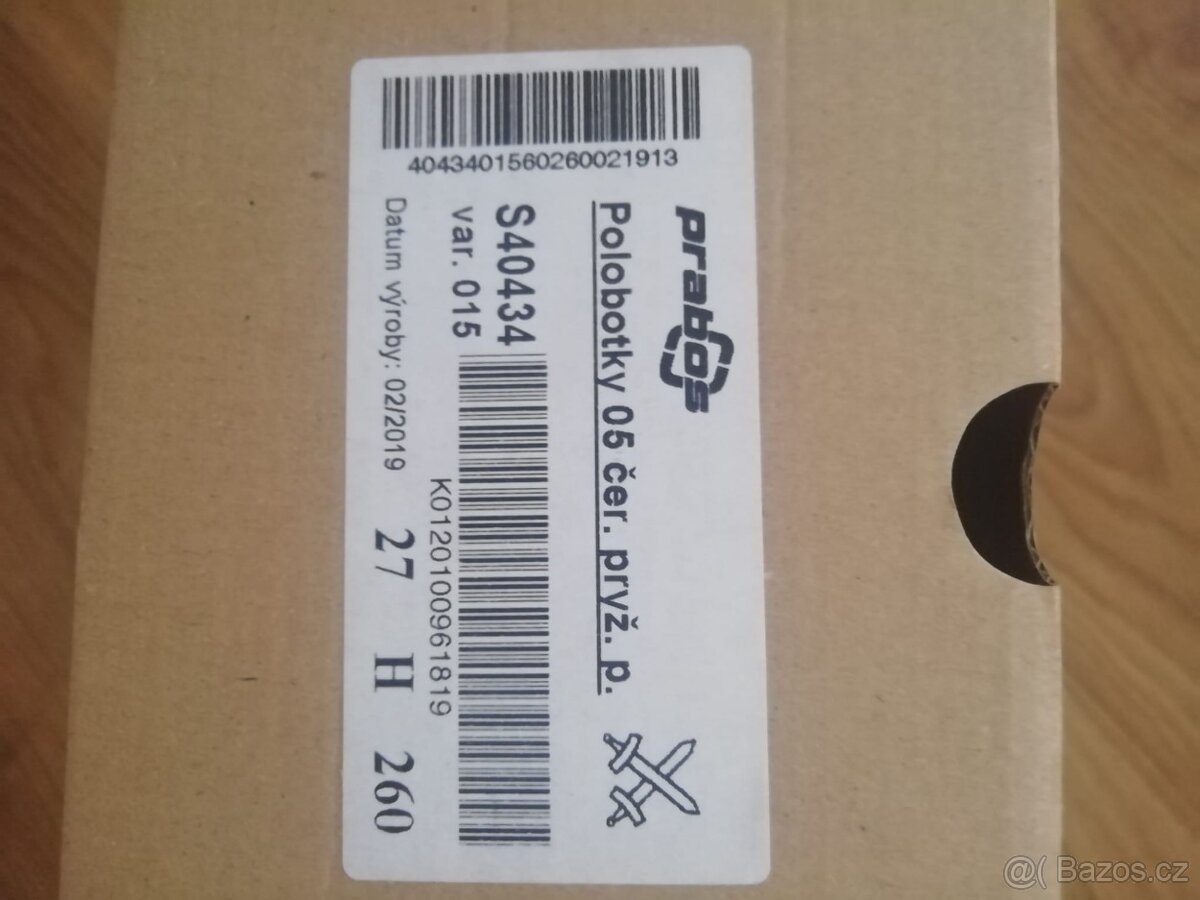 4043401560260021913
prabos
Polobotky 05 čer. pryž. p.
S40434
var. 015
K0120100961819
Datum výroby: 02/2019
27 H 260
@( Bazos.cz